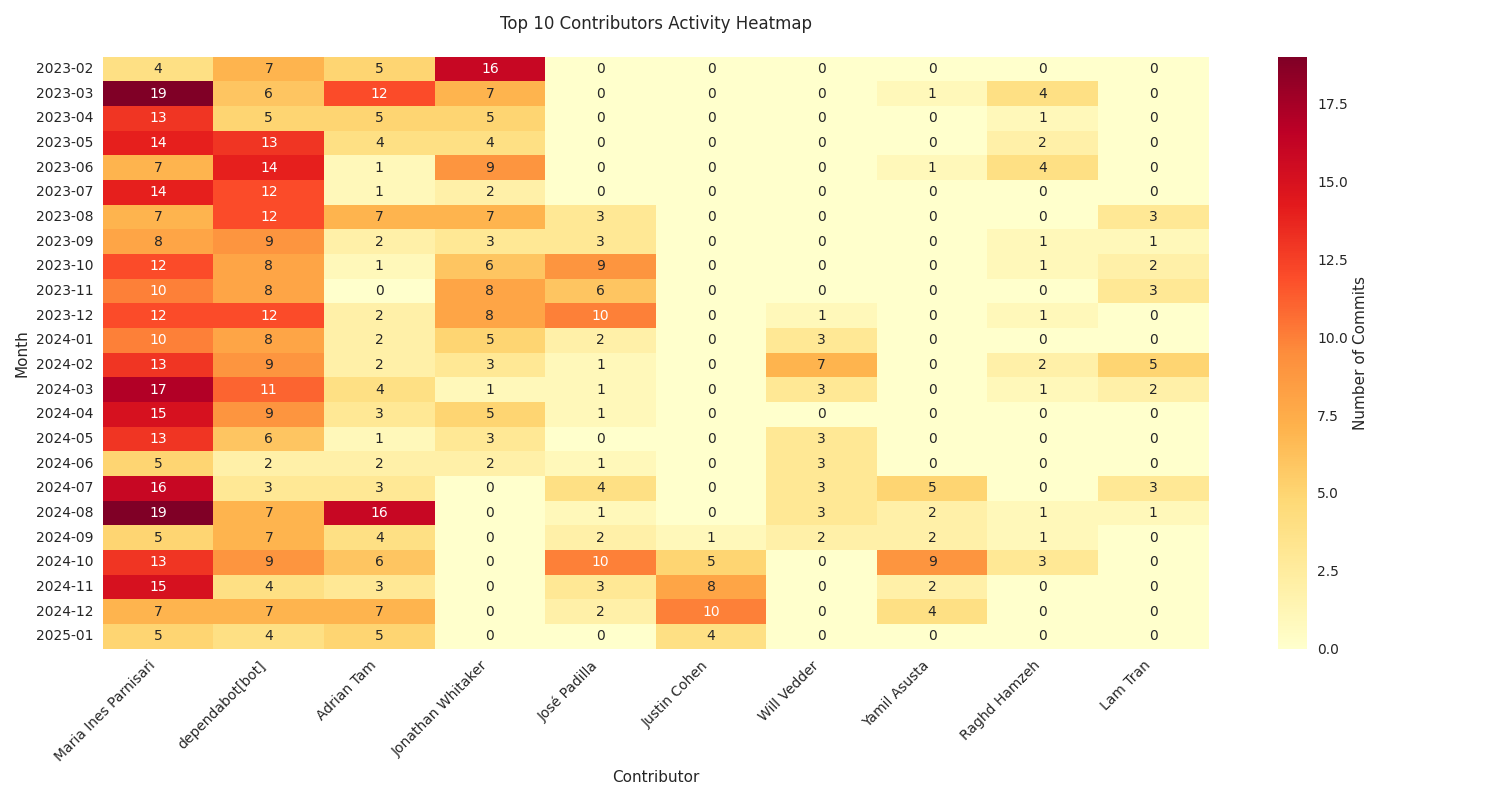 Top 10 Contributors Activity Heatmap
2023-02 4 7 5 16 0 0 0 0 0 0
2023-03 19 6 12 7 0 0 0 1 4 0
2023-04 13 5 5 5 0 0 0 0 1 0
2023-05 14 13 4 4 0 0 0 0 2 0
2023-06 7 14 1 9 0 0 0 1 4 0
2023-07 14 12 1 2 0 0 0 0 0 0
2023-08 7 12 7 7 3 0 0 0 0 3
2023-09 8 9 2 3 3 0 0 0 1 1
2023-10 12 8 1 6 9 0 0 0 1 2
2023-11 10 8 0 8 6 0 0 0 0 3
2023-12 12 12 2 8 10 0 1 0 1 0
2024-01 10 8 2 5 2 0 3 0 0 0
2024-02 13 9 2 3 1 0 7 0 2 5
2024-03 17 11 4 1 1 0 3 0 1 2
2024-04 15 9 3 5 1 0 0 0 0 0
2024-05 13 6 1 3 0 0 3 0 0 0
2024-06 5 2 2 2 1 0 3 0 0 0
2024-07 16 3 3 0 4 0 3 5 0 3
2024-08 19 7 16 0 1 0 3 2 1 1
2024-09 5 7 4 0 2 1 2 2 1 0
2024-10 13 9 6 0 10 5 0 9 3 0
2024-11 15 4 3 0 3 8 0 2 0 0
2024-12 7 7 7 0 2 10 0 4 0 0
2025-01 5 4 5 0 0 4 0 0 0 0
Month
Maria Ines Parnisari
dependabot[bot]
Adrian Tam
Jonathan Whitaker
José Padilla
Justin Cohen
Will Vedder
Yamil Asusta
Raghd Hamzeh
Lam Tran
Contributor
17.5
15.0
12.5
10.0
7.5
5.0
2.5
0.0
Number of Commits